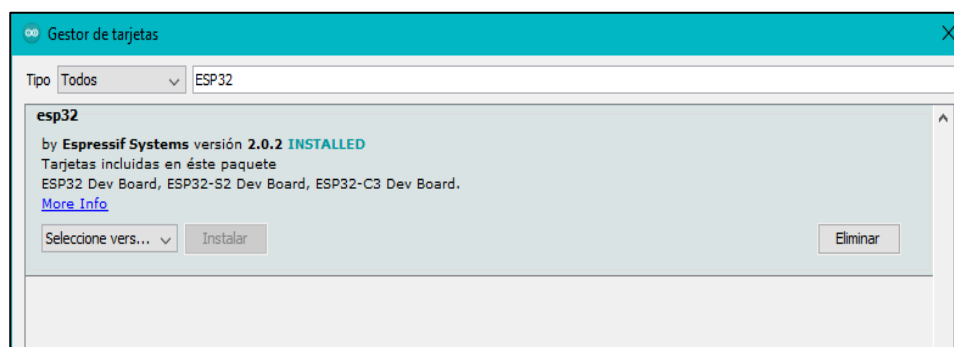 Gestor de tarjetas
Tipo Todos ESP32
esp32
by Espressif Systems versión 2.0.2 INSTALLED
Tarjetas incluidas en éste paquete
ESP32 Dev Board, ESP32-S2 Dev Board, ESP32-C3 Dev Board.
More Info
Seleccione vers... Instalar Eliminar